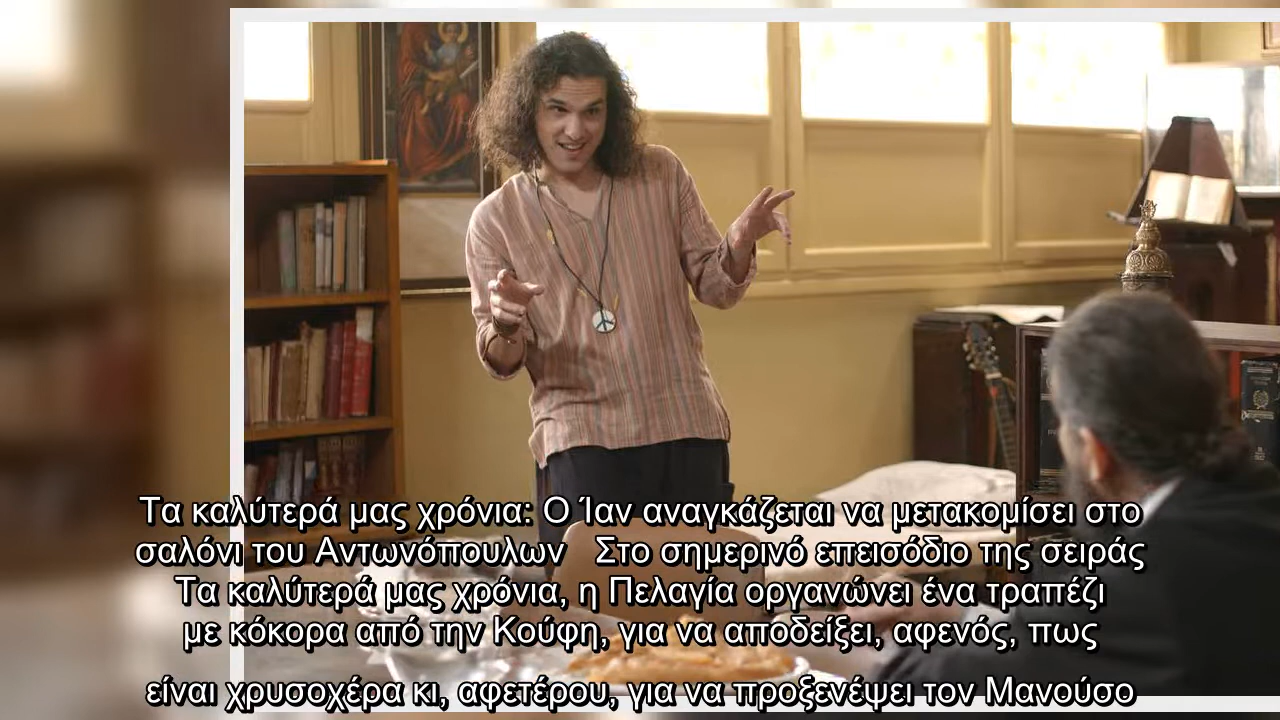 Τα καλύτερά μας χρόνια: Ο Ίαν αναγκάζεται να μετακομίσει στο
σαλόνι του Αντωνόπουλων   Στο σημερινό επεισόδιο της σειράς
Τα καλύτερά μας χρόνια, η Πελαγία οργανώνει ένα τραπέζι
με κόκορα από την Κούφη, για να αποδείξει, αφενός, πως
είναι χρυσοχέρα κι, αφετέρου, για να προξενέψει τον Μανούσο